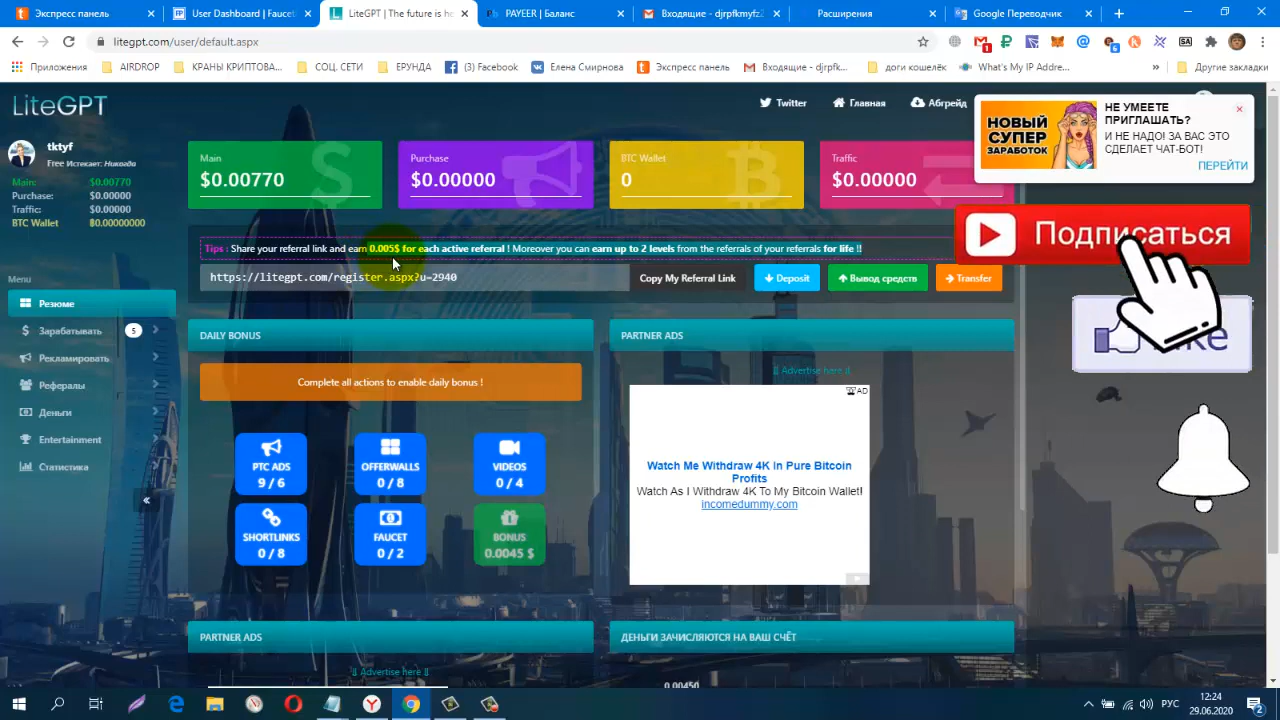 Экспресс панель
User Dashboard | Faucet
LiteGPT | The future is he
PAYEER | Баланс
Входящие - djrpfkmyfz
Расширения
Google Переводчик
litegpt.com/user/default.aspx
Приложения
AIRDROP
КРАНЫ КРИПТОВА...
СОЦ. СЕТИ
ЕРУНДА
(3) Facebook
Елена Смирнова
Экспресс панель
Входящие - djrpfk...
доги кошелёк
What's My IP Addre...
»
Другие закладки
LiteGPT
Twitter
Главная
Абгрейд
НОВЫЙ
СУПЕР
ЗАРАБОТОК
НЕ УМЕЕТЕ
ПРИГЛАШАТЬ?
И НЕ НАДО! ЗА ВАС ЭТО
СДЕЛАЕТ ЧАТ-БОТ!
ПЕРЕЙТИ
tktyf
Free Истекает: Никогда
Main: $0.00770
Purchase: $0.00000
Traffic: $0.00000
BTC Wallet ฿0.00000000
Main
$0.00770
Purchase
$0.00000
BTC Wallet
0
Traffic
$0.00000
Tips : Share your referral link and earn 0.005$ for each active referral ! Moreover you can earn up to 2 levels from the referrals of your referrals for life !!
https://litegpt.com/register.aspx?u=2940
Copy My Referral Link
Deposit
Вывод средств
Transfer
Подписаться
Menu
Резюме
Зарабатывать 5
Рекламировать
Рефералы
Деньги
Entertainment
Статистика
DAILY BONUS
Complete all actions to enable daily bonus !
PTC ADS
9 / 6
OFFERWALLS
0 / 8
VIDEOS
0 / 4
SHORTLINKS
0 / 8
FAUCET
0 / 2
BONUS
0.0045 $
PARTNER ADS
Advertise here
AD
Watch Me Withdraw 4K In Pure Bitcoin
Profits
Watch As I Withdraw 4K To My Bitcoin Wallet!
incomedummy.com
PARTNER ADS
Advertise here
ДЕНЬГИ ЗАЧИСЛЯЮТСЯ НА ВАШ СЧЁТ
0.00450
РУС
12:24
29.06.2020
2